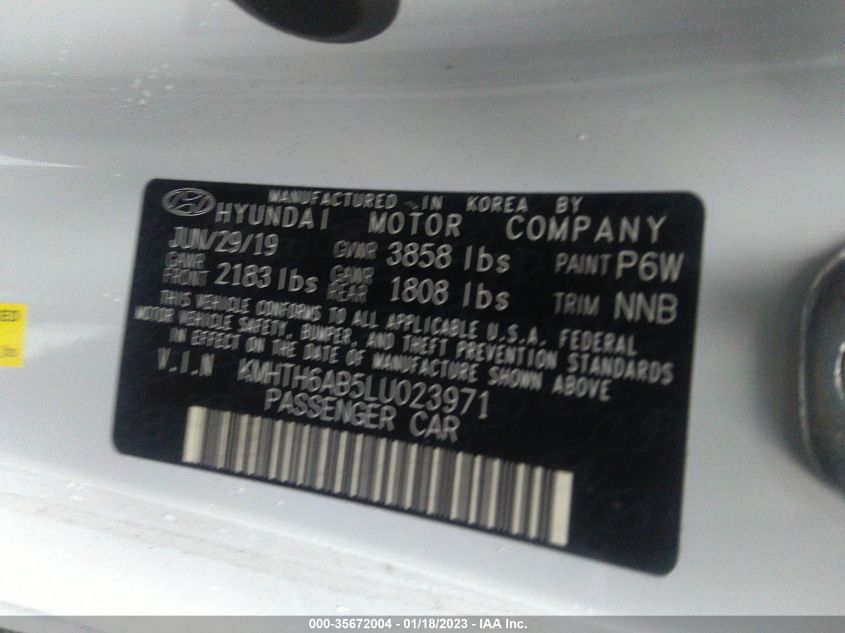 MANUFACTURED IN KOREA BY
HYUNDAI MOTOR COMPANY
JUN/29/19 GVWR 3858 lbs PAINT P6W
GAWR FRONT 2183 lbs GAWR REAR 1808 lbs TRIM NNB
THIS VEHICLE CONFORMS TO ALL APPLICABLE U.S.A. FEDERAL
MOTOR VEHICLE SAFETY, BUMPER, AND THEFT PREVENTION STANDARDS
IN EFFECT ON THE DATE OF MANUFACTURE SHOWN ABOVE
V.I.N KMHTH6AB5LU023971
PASSENGER CAR
lbs
000-35672004 - 01/18/2023 - IAA Inc.